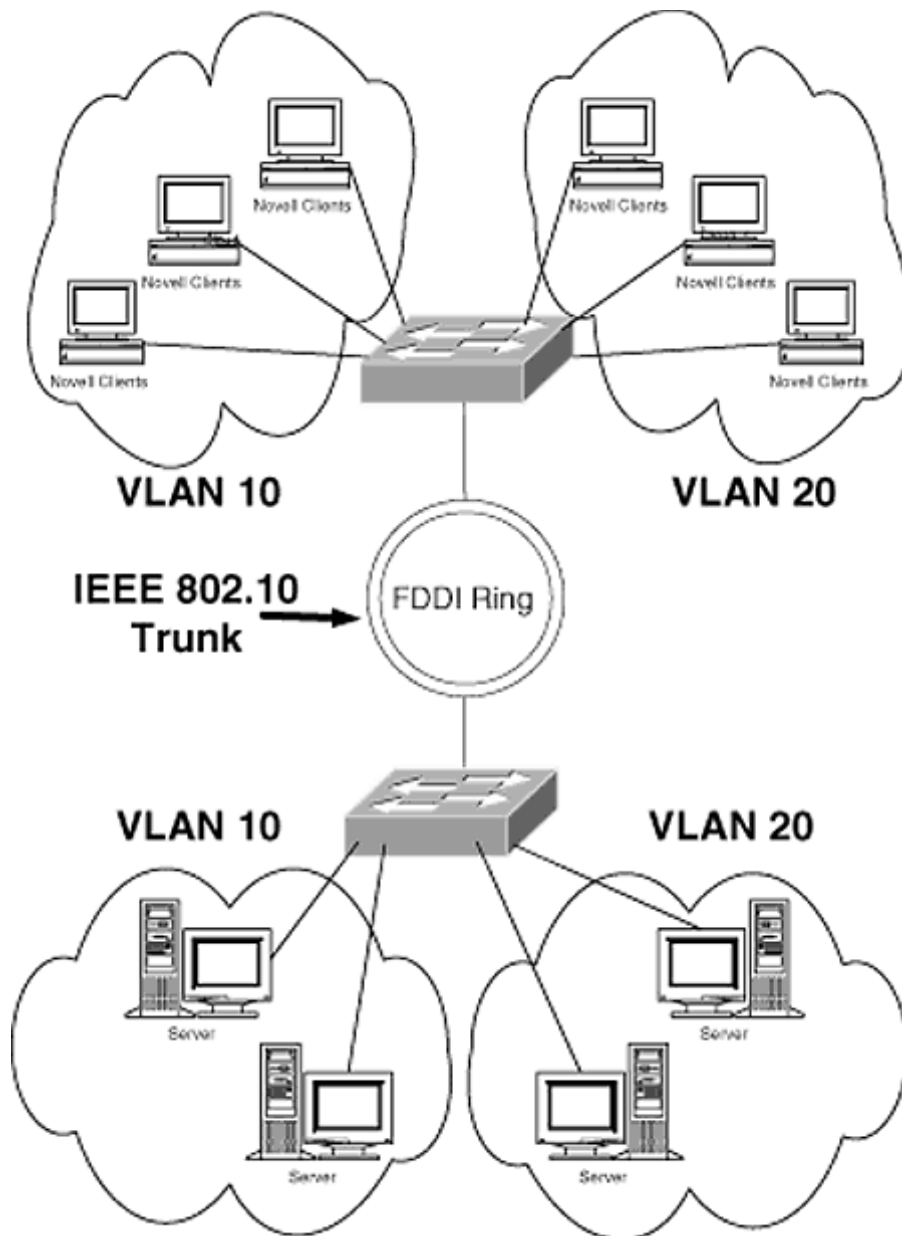 Novell Clients
Novell Clients
Novell Clients
Novell Clients
Novell Clients
Novell Clients
VLAN 10
VLAN 20
IEEE 802.10
Trunk
FDDI Ring
VLAN 10
VLAN 20
Server
Server
Server
Server